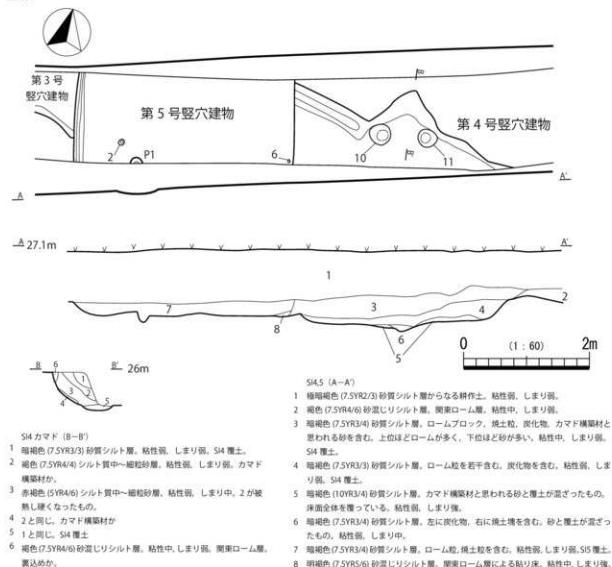 第3号
竪穴建物
第5号竪穴建物
第4号竪穴建物
2
P1
6
10
11
B
B'
A
A'
A 27.1m
A'
1
2
3
4
5
6
7
8
B 6
B' 26m
1
2
3
4
5
0 (1:60) 2m
SI4 カマド (B-B')
1 暗褐色 (7.5YR3/3) 砂質シルト層。粘性弱、しまり弱。SI4 覆土。
2 褐色 (7.5YR4/4) シルト質中〜細粒砂層。粘性弱、しまり弱。カマド
構築材か。
3 赤褐色 (5YR4/6) シルト質中〜細粒砂層。粘性弱、しまり中。2 が被
熱し硬くなったもの。
4 2 と同じ。カマド構築材か
5 1 と同じ。SI4 覆土
6 褐色 (7.5YR4/6) 砂混じりシルト層。粘性中、しまり弱。関東ローム層。
裏込めか。
SI4,5 (A-A')
1 極暗褐色 (7.5YR2/3) 砂質シルト層からなる耕作土。粘性弱、しまり弱。
2 褐色 (7.5YR4/6) 砂混じりシルト層。関東ローム層。粘性中、しまり弱。
3 暗褐色 (7.5YR3/4) 砂質シルト層。ロームブロック、焼土粒、炭化物、カマド構築材と
思われる砂を含む。上位ほどロームが多く、下位ほど砂が多い。粘性中、しまり弱。
SI4 覆土。
4 暗褐色 (7.5YR3/3) 砂質シルト層。ローム粒を若干含む。炭化物を含む。粘性弱、しま
り弱。SI4 覆土。
5 暗褐色 (10YR3/4) 砂質シルト層。カマド構築材と思われる砂と覆土が混ざったもの。
床面全体を覆っている。粘性弱、しまり強。
6 暗褐色 (7.5YR3/4) 砂質シルト層。左に炭化物、右に焼土塊を含む。砂と覆土が混ざっ
たもの。粘性弱、しまり中。
7 暗褐色 (7.5YR3/4) 砂質シルト層。ローム粒、焼土粒を含む。粘性弱、しまり弱。SI5 覆土。
8 明褐色 (7.5YR5/6) 砂混じりシルト層。関東ローム層による貼り床。粘性中、しまり強。